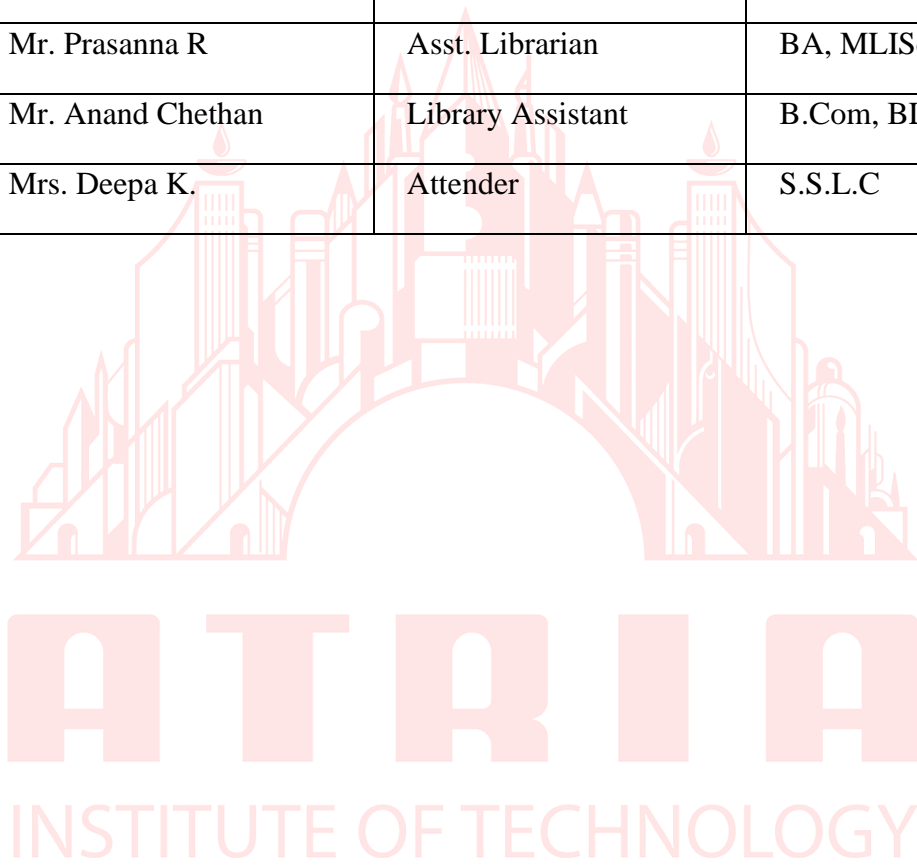 Mr. Prasanna R Asst. Librarian BA, MLIS
Mr. Anand Chethan Library Assistant B.Com,
Mrs. Deepa K. Attender S.S.L.C
ATRIA
INSTITUTE OF TECHNOLOGY